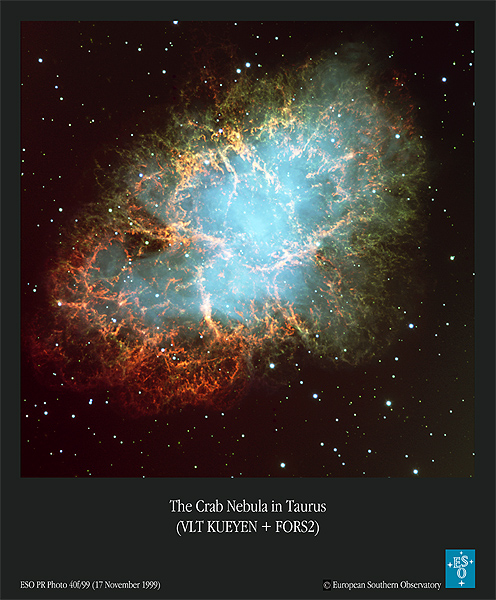 The Crab Nebula in Taurus
(VLT KUEYEN + FORS2)
ESO PR Photo 40f/99 (17 November 1999)
© European Southern Observatory
ESO